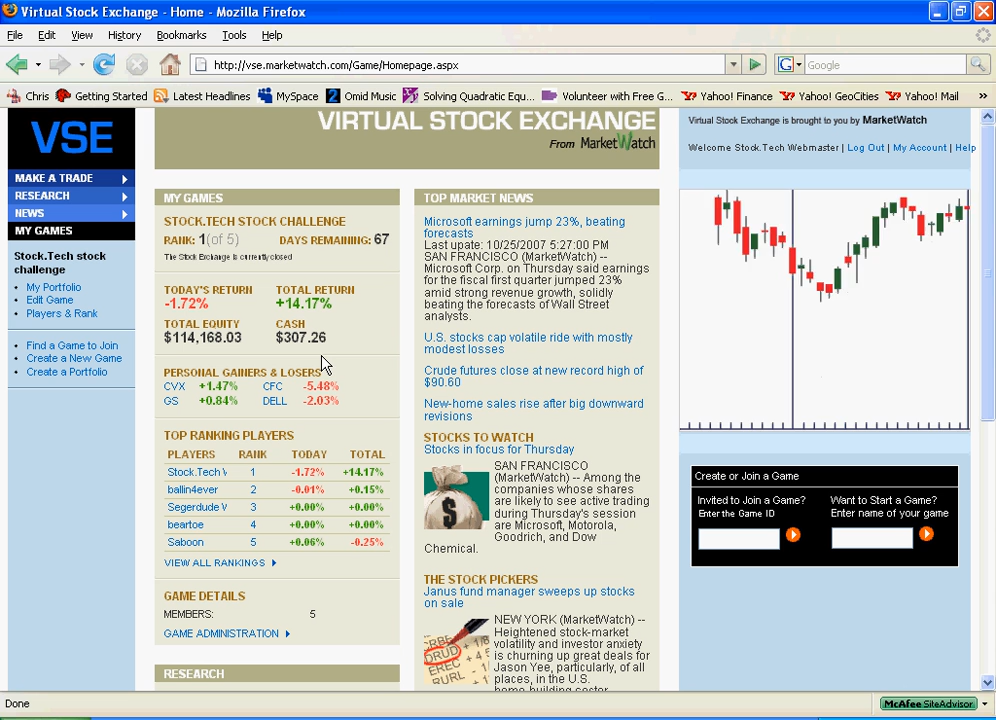 Virtual Stock Exchange - Home - Mozilla Firefox
File Edit View History Bookmarks Tools Help
http://vse.marketwatch.com/Game/Homepage.aspx
G Google
Chris Getting Started Latest Headlines MySpace 2 Omid Music Solving Quadratic Equ... Volunteer with Free G... Yahoo! Finance Yahoo! GeoCities Yahoo! Mail »
VSE
MAKE A TRADE
RESEARCH
NEWS
MY GAMES
Stock.Tech stock
challenge
• My Portfolio
• Edit Game
• Players & Rank
• Find a Game to Join
• Create a New Game
• Create a Portfolio
VIRTUAL STOCK EXCHANGE
From MarketWatch
MY GAMES
STOCK.TECH STOCK CHALLENGE
RANK: 1(of 5) DAYS REMAINING: 67
The Stock Exchange is currently closed
TODAY'S RETURN TOTAL RETURN
-1.72% +14.17%
TOTAL EQUITY CASH
$114,168.03 $307.26
PERSONAL GAINERS & LOSERS
CVX +1.47% CFC -5.48%
GS +0.84% DELL -2.03%
TOP RANKING PLAYERS
PLAYERS RANK TODAY TOTAL
Stock.Tech 1 -1.72% +14.17%
ballin4ever 2 -0.01% +0.15%
Segerdude 3 +0.00% +0.00%
beartoe 4 +0.00% +0.00%
Saboon 5 +0.06% -0.25%
VIEW ALL RANKINGS
GAME DETAILS
MEMBERS: 5
GAME ADMINISTRATION
RESEARCH
TOP MARKET NEWS
Microsoft earnings jump 23%, beating
forecasts
Last upate: 10/25/2007 5:27:00 PM
SAN FRANCISCO (MarketWatch) --
Microsoft Corp. on Thursday said earnings
for the fiscal first quarter jumped 23%
amid strong revenue growth, solidly
beating the forecasts of Wall Street
analysts.
U.S. stocks cap volatile ride with mostly
modest losses
Crude futures close at new record high of
$90.60
New-home sales rise after big downward
revisions
STOCKS TO WATCH
Stocks in focus for Thursday
SAN FRANCISCO
(MarketWatch) -- Among the
companies whose shares
are likely to see active trading
during Thursday's session
are Microsoft, Motorola,
Goodrich, and Dow
Chemical.
$
THE STOCK PICKERS
Janus fund manager sweeps up stocks
on sale
NEW YORK (MarketWatch) --
Heightened stock-market
volatility and investor anxiety
is churning up great deals for
Jason Yee, particularly, of all
places, in the U.S.
home-building sector
Virtual Stock Exchange is brought to you by MarketWatch
Welcome Stock.Tech Webmaster | Log Out | My Account | Help
Create or Join a Game
Invited to Join a Game? Want to Start a Game?
Enter the Game ID Enter name of your game
Done
McAfee SiteAdvisor